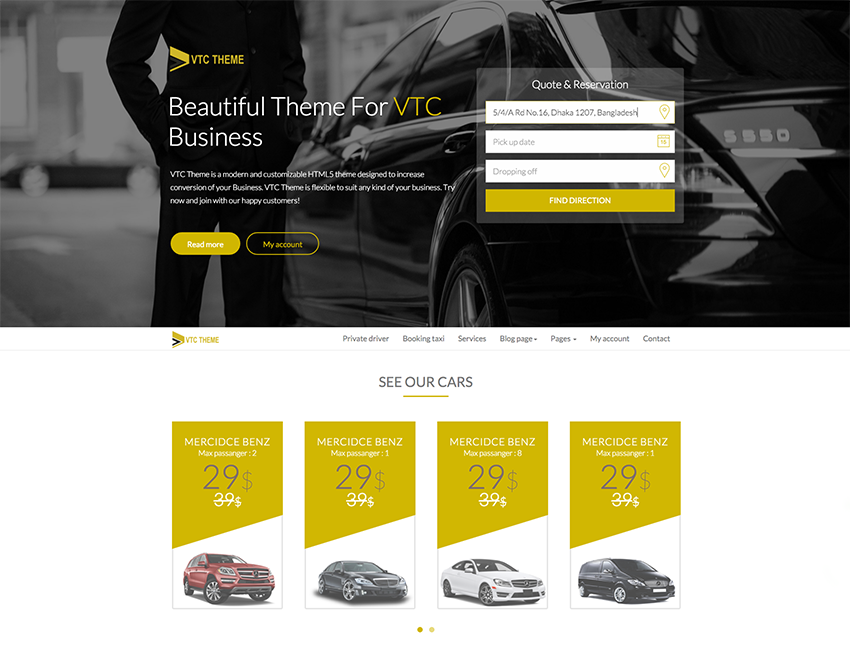 VTC THEME
Beautiful Theme For VTC
Business
VTC Theme is a modern and customizable HTML5 theme designed to increase
conversion of your Business. VTC Theme is flexible to suit any kind of your business. Try
now and join with our happy customers!
Read more
My account
Quote & Reservation
5/4/A Rd No.16, Dhaka 1207, Bangladesh
Pick up date
15
Dropping off
FIND DIRECTION
S550
VTC THEME
Private driver
Booking taxi
Services
Blog page
Pages
My account
Contact
SEE OUR CARS
MERCIDCE BENZ
Max passanger : 2
29$
39$
MERCIDCE BENZ
Max passanger : 1
29$
39$
MERCIDCE BENZ
Max passanger : 8
29$
39$
MERCIDCE BENZ
Max passanger : 1
29$
39$